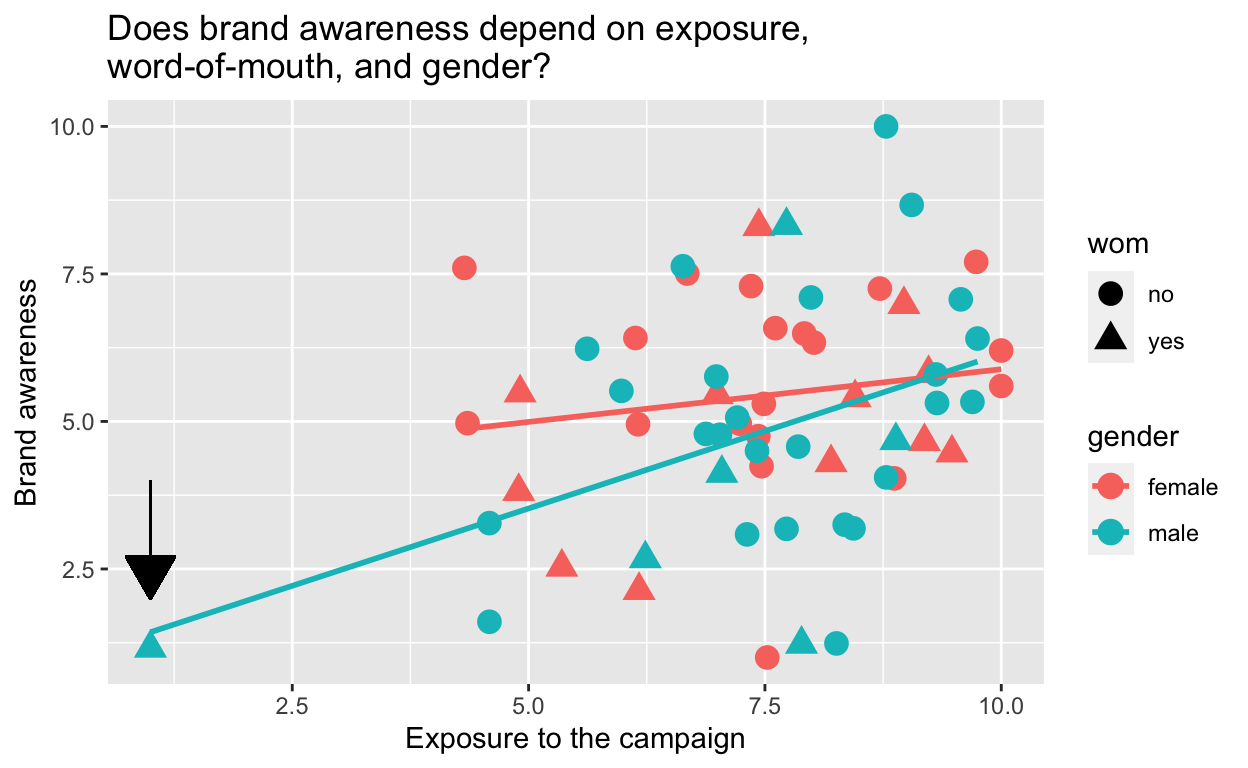 Does brand awareness depend on exposure,
word-of-mouth, and gender?
Brand awareness
10.0
7.5
5.0
2.5
2.5
5.0
7.5
10.0
Exposure to the campaign
wom
no
yes
gender
female
male